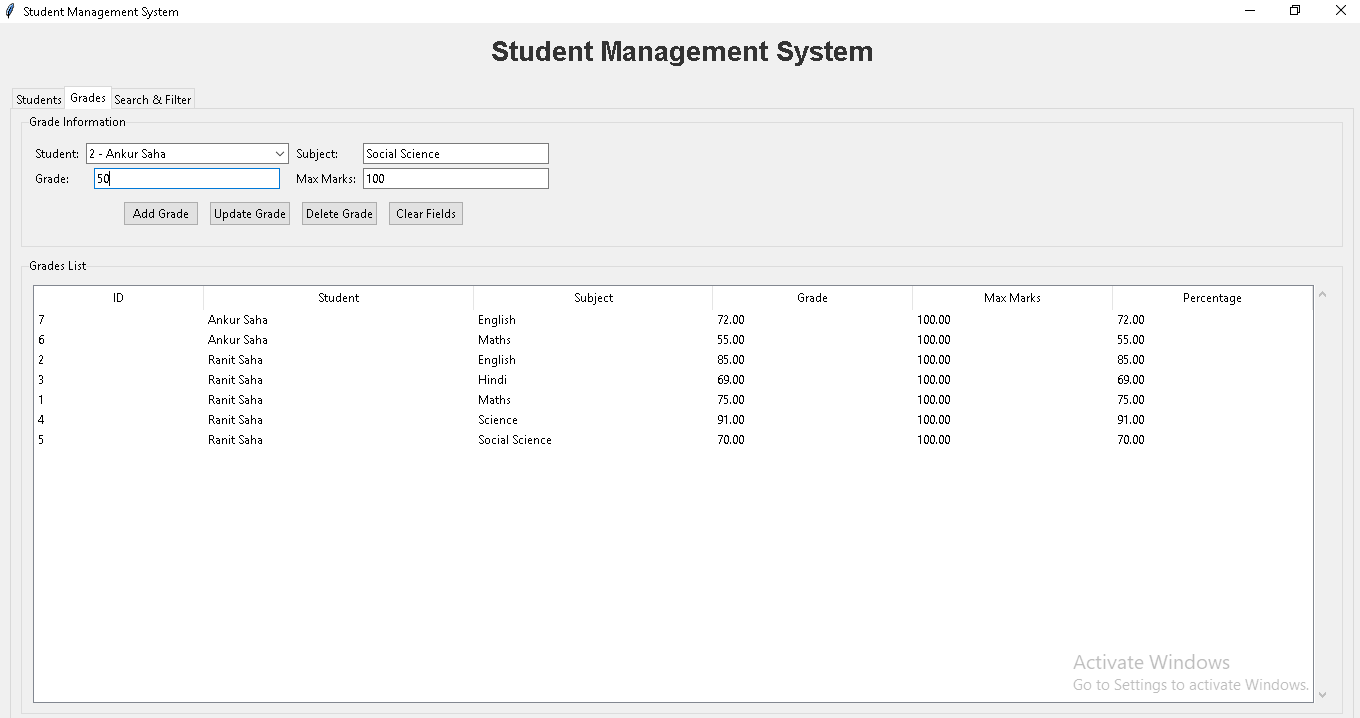 Student Management System
Student Management System
Students Grades Search & Filter
Grade Information
Student: 2 - Ankur Saha Subject: Social Science
Grade: 50 Max Marks: 100
Add Grade Update Grade Delete Grade Clear Fields
Grades List
ID Student Subject Grade Max Marks Percentage
7 Ankur Saha English 72.00 100.00 72.00
6 Ankur Saha Maths 55.00 100.00 55.00
2 Ranit Saha English 85.00 100.00 85.00
3 Ranit Saha Hindi 69.00 100.00 69.00
1 Ranit Saha Maths 75.00 100.00 75.00
4 Ranit Saha Science 91.00 100.00 91.00
5 Ranit Saha Social Science 70.00 100.00 70.00
Activate Windows
Go to Settings to activate Windows.